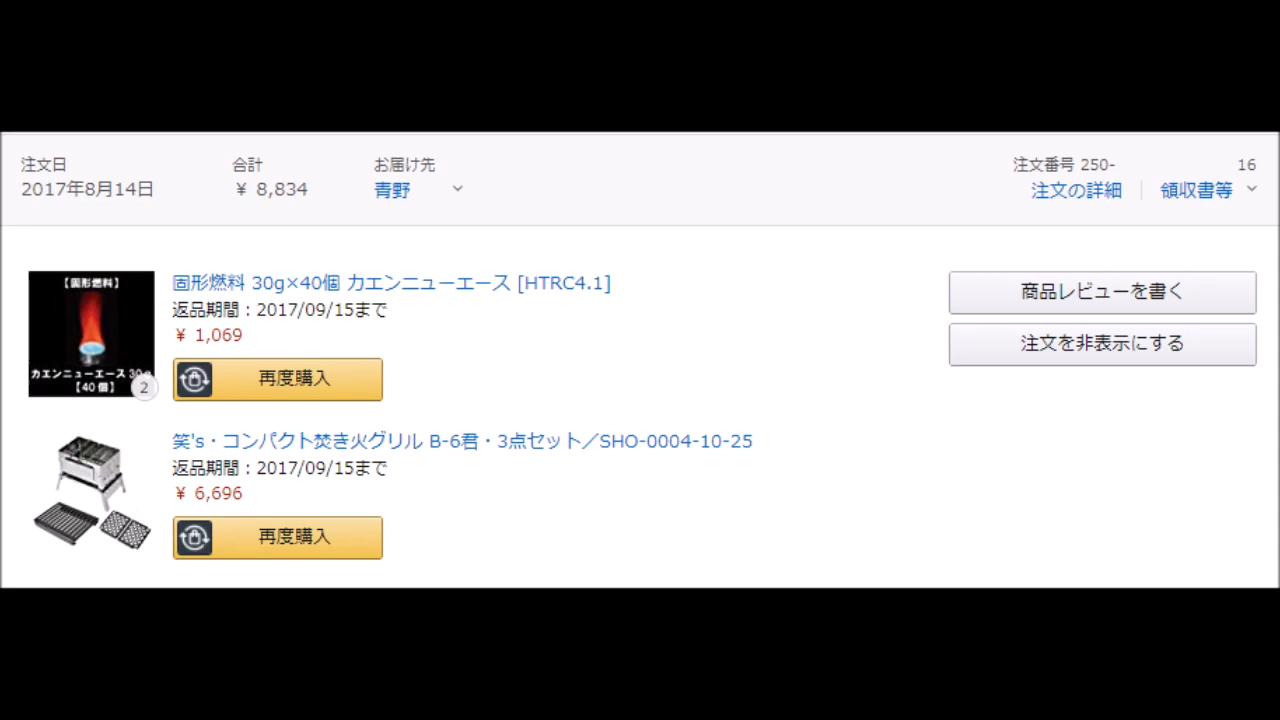 注文日
2017年8月14日
合計
¥ 8,834
お届け先
青野
注文番号 250- 16
注文の詳細
領収書等
【固形燃料】
カエンニューエース 30g
【40個】
2
固形燃料 30g×40個 カエンニューエース [HTRC4.1]
返品期間：2017/09/15まで
¥ 1,069
再度購入
商品レビューを書く
注文を非表示にする
笑's・コンパクト焚き火グリル B-6君・3点セット／SHO-0004-10-25
返品期間：2017/09/15まで
¥ 6,696
再度購入